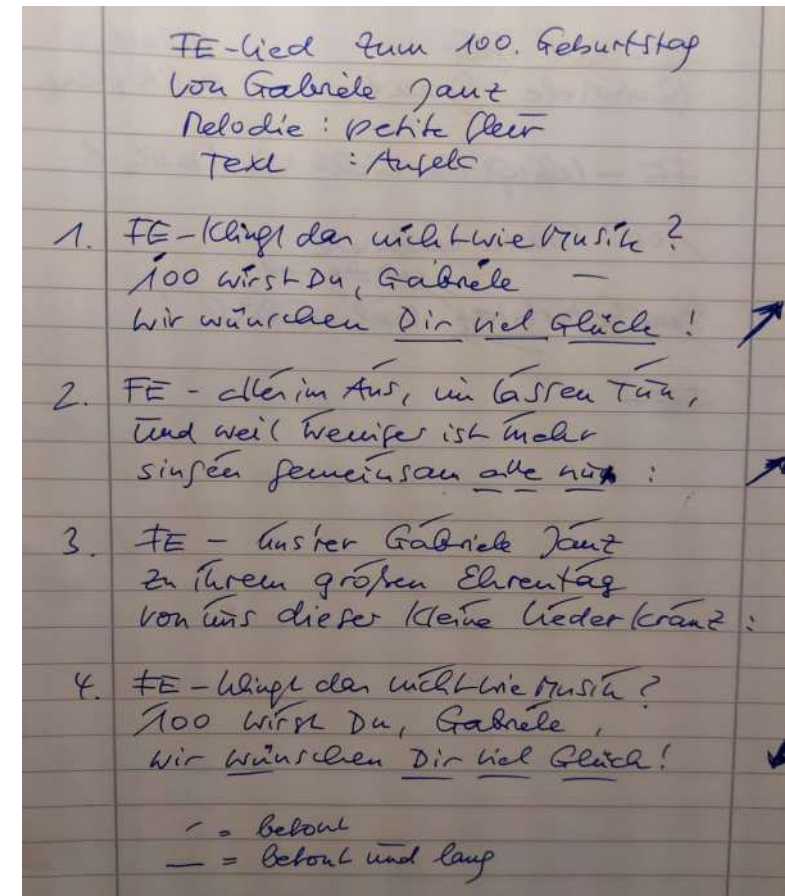 FE-Lied zum 100. Geburtstag
von Gabriele Janz
Melodie : petite fleur
Text : Angela
1. FE - klingt das nicht wie Musik ?
100 wirst Du, Gabriele —
wir wünschen Dir viel Glück !
2. FE - alles im Aus, im lassen Tun,
und weil weniger ist mehr
singen gemeinsam alle nun :
3. FE - uns'rer Gabriele Janz
zu ihrem großen Ehrentag
von uns dieser kleine Liederkranz :
4. FE - klingt das nicht wie Musik ?
100 wirst Du, Gabriele ,
wir wünschen Dir viel Glück !
= betont
— = betont und lang